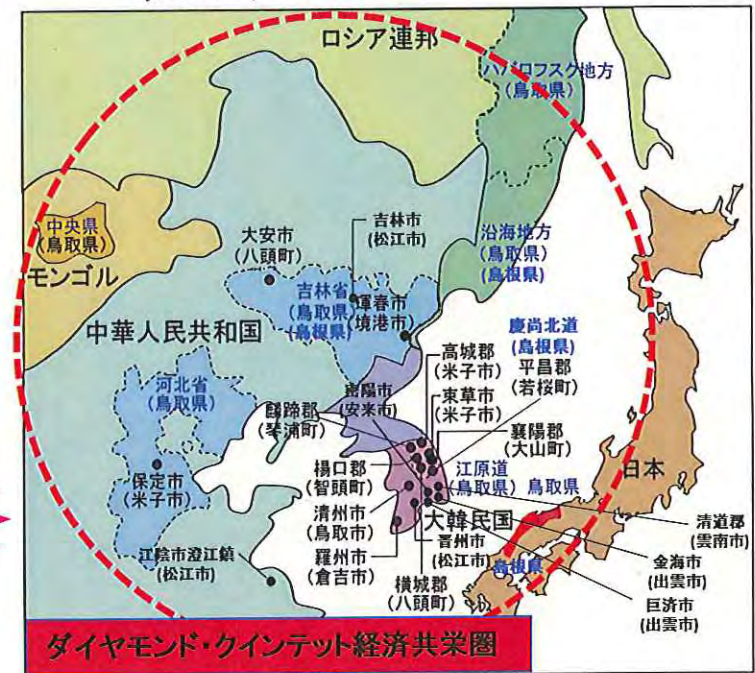 ロシア連邦
ハバロフスク地方
(鳥取県)
中央県
(鳥取県)
モンゴル
大安市
(八頭町)
吉林市
(松江市)
沿海地方
(鳥取県)
(島根県)
吉林省
(鳥取県)
(島根県)
琿春市
(境港市)
中華人民共和国
慶尚北道
(島根県)
高城郡
(米子市)
平昌郡
(若桜町)
河北省
(鳥取県)
密陽市
(安来市)
束草市
(米子市)
麟蹄郡
(琴浦町)
襄陽郡
(大山町)
楊口郡
(智頭町)
江原道
(鳥取県)
鳥取県
日本
保定市
(米子市)
清州市
(鳥取市)
大韓民国
清道郡
(雲南市)
江陰市澄江鎮
(松江市)
羅州市
(倉吉市)
晋州市
(松江市)
島根県
金海市
(出雲市)
横城郡
(八頭町)
巨済市
(出雲市)
ダイヤモンド・クインテット経済共栄圏